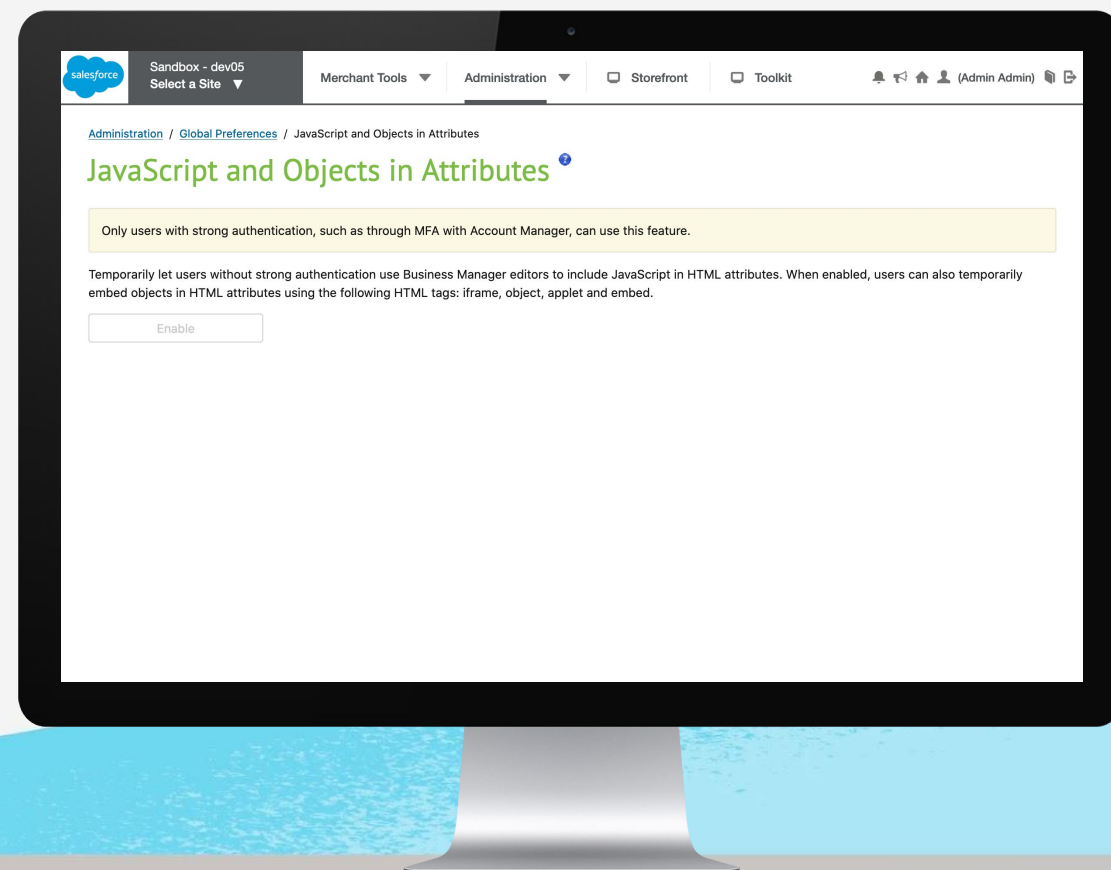 salesforce
Sandbox - dev05
Select a Site ▼
Merchant Tools ▼
Administration ▼
Storefront
Toolkit
(Admin Admin)
Administration / Global Preferences / JavaScript and Objects in Attributes
JavaScript and Objects in Attributes ?
Only users with strong authentication, such as through MFA with Account Manager, can use this feature.
Temporarily let users without strong authentication use Business Manager editors to include JavaScript in HTML attributes. When enabled, users can also temporarily
embed objects in HTML attributes using the following HTML tags: iframe, object, applet and embed.
Enable